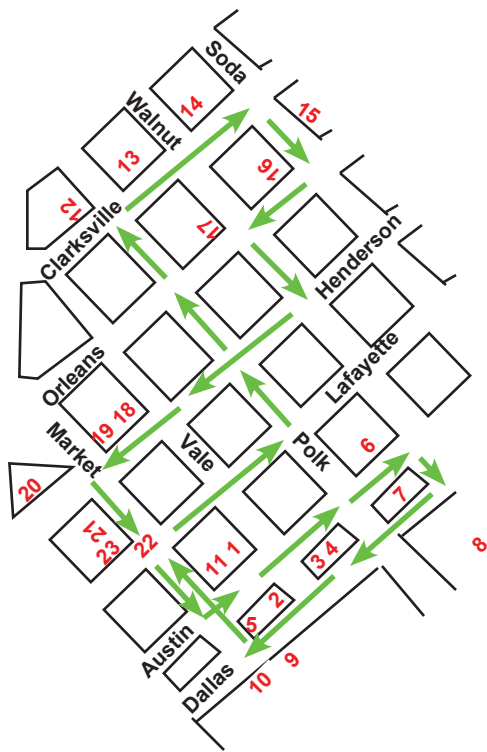 Soda
14
15
Walnut
13
16
12
17
Clarksville
Henderson
Orleans
Lafayette
19 18
Market
Vale
Polk
6
20
7
21
23
22
11 1
3 4
8
5 2
Austin
9
10
Dallas